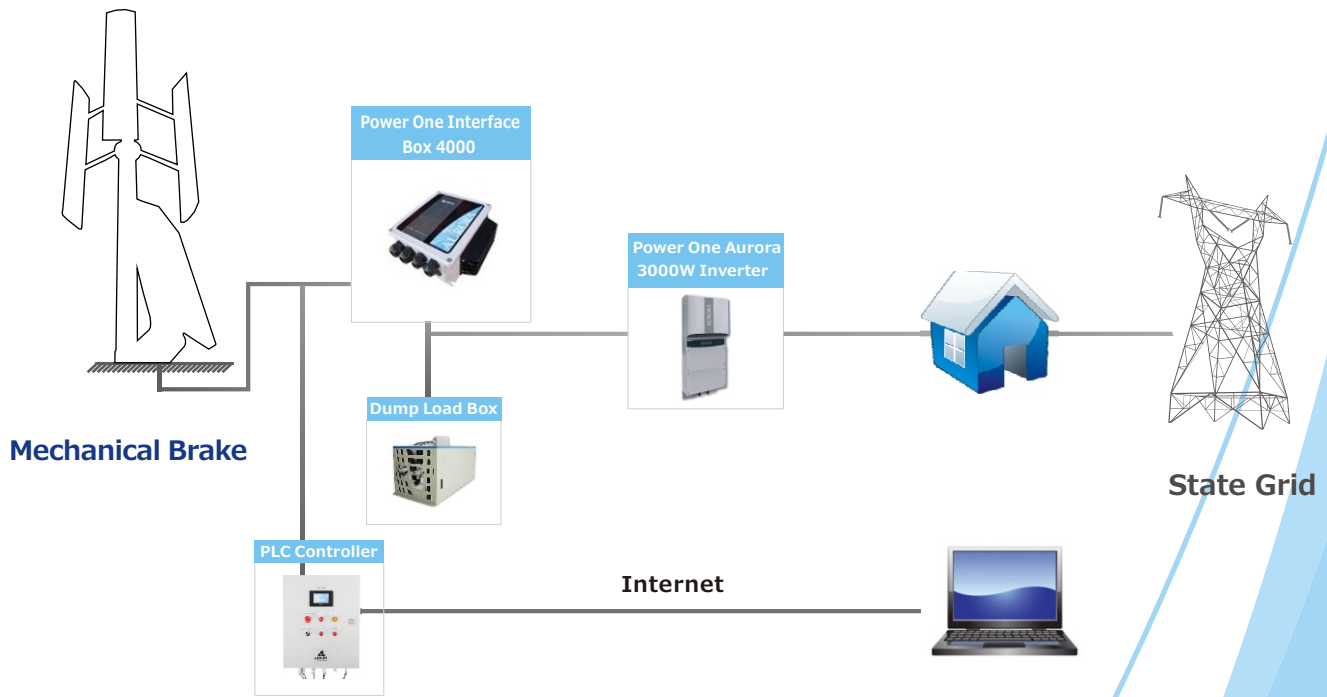 Power One Interface
Box 4000
Power One Aurora
3000W Inverter
Dump Load Box
Mechanical Brake
State Grid
PLC Controller
Internet